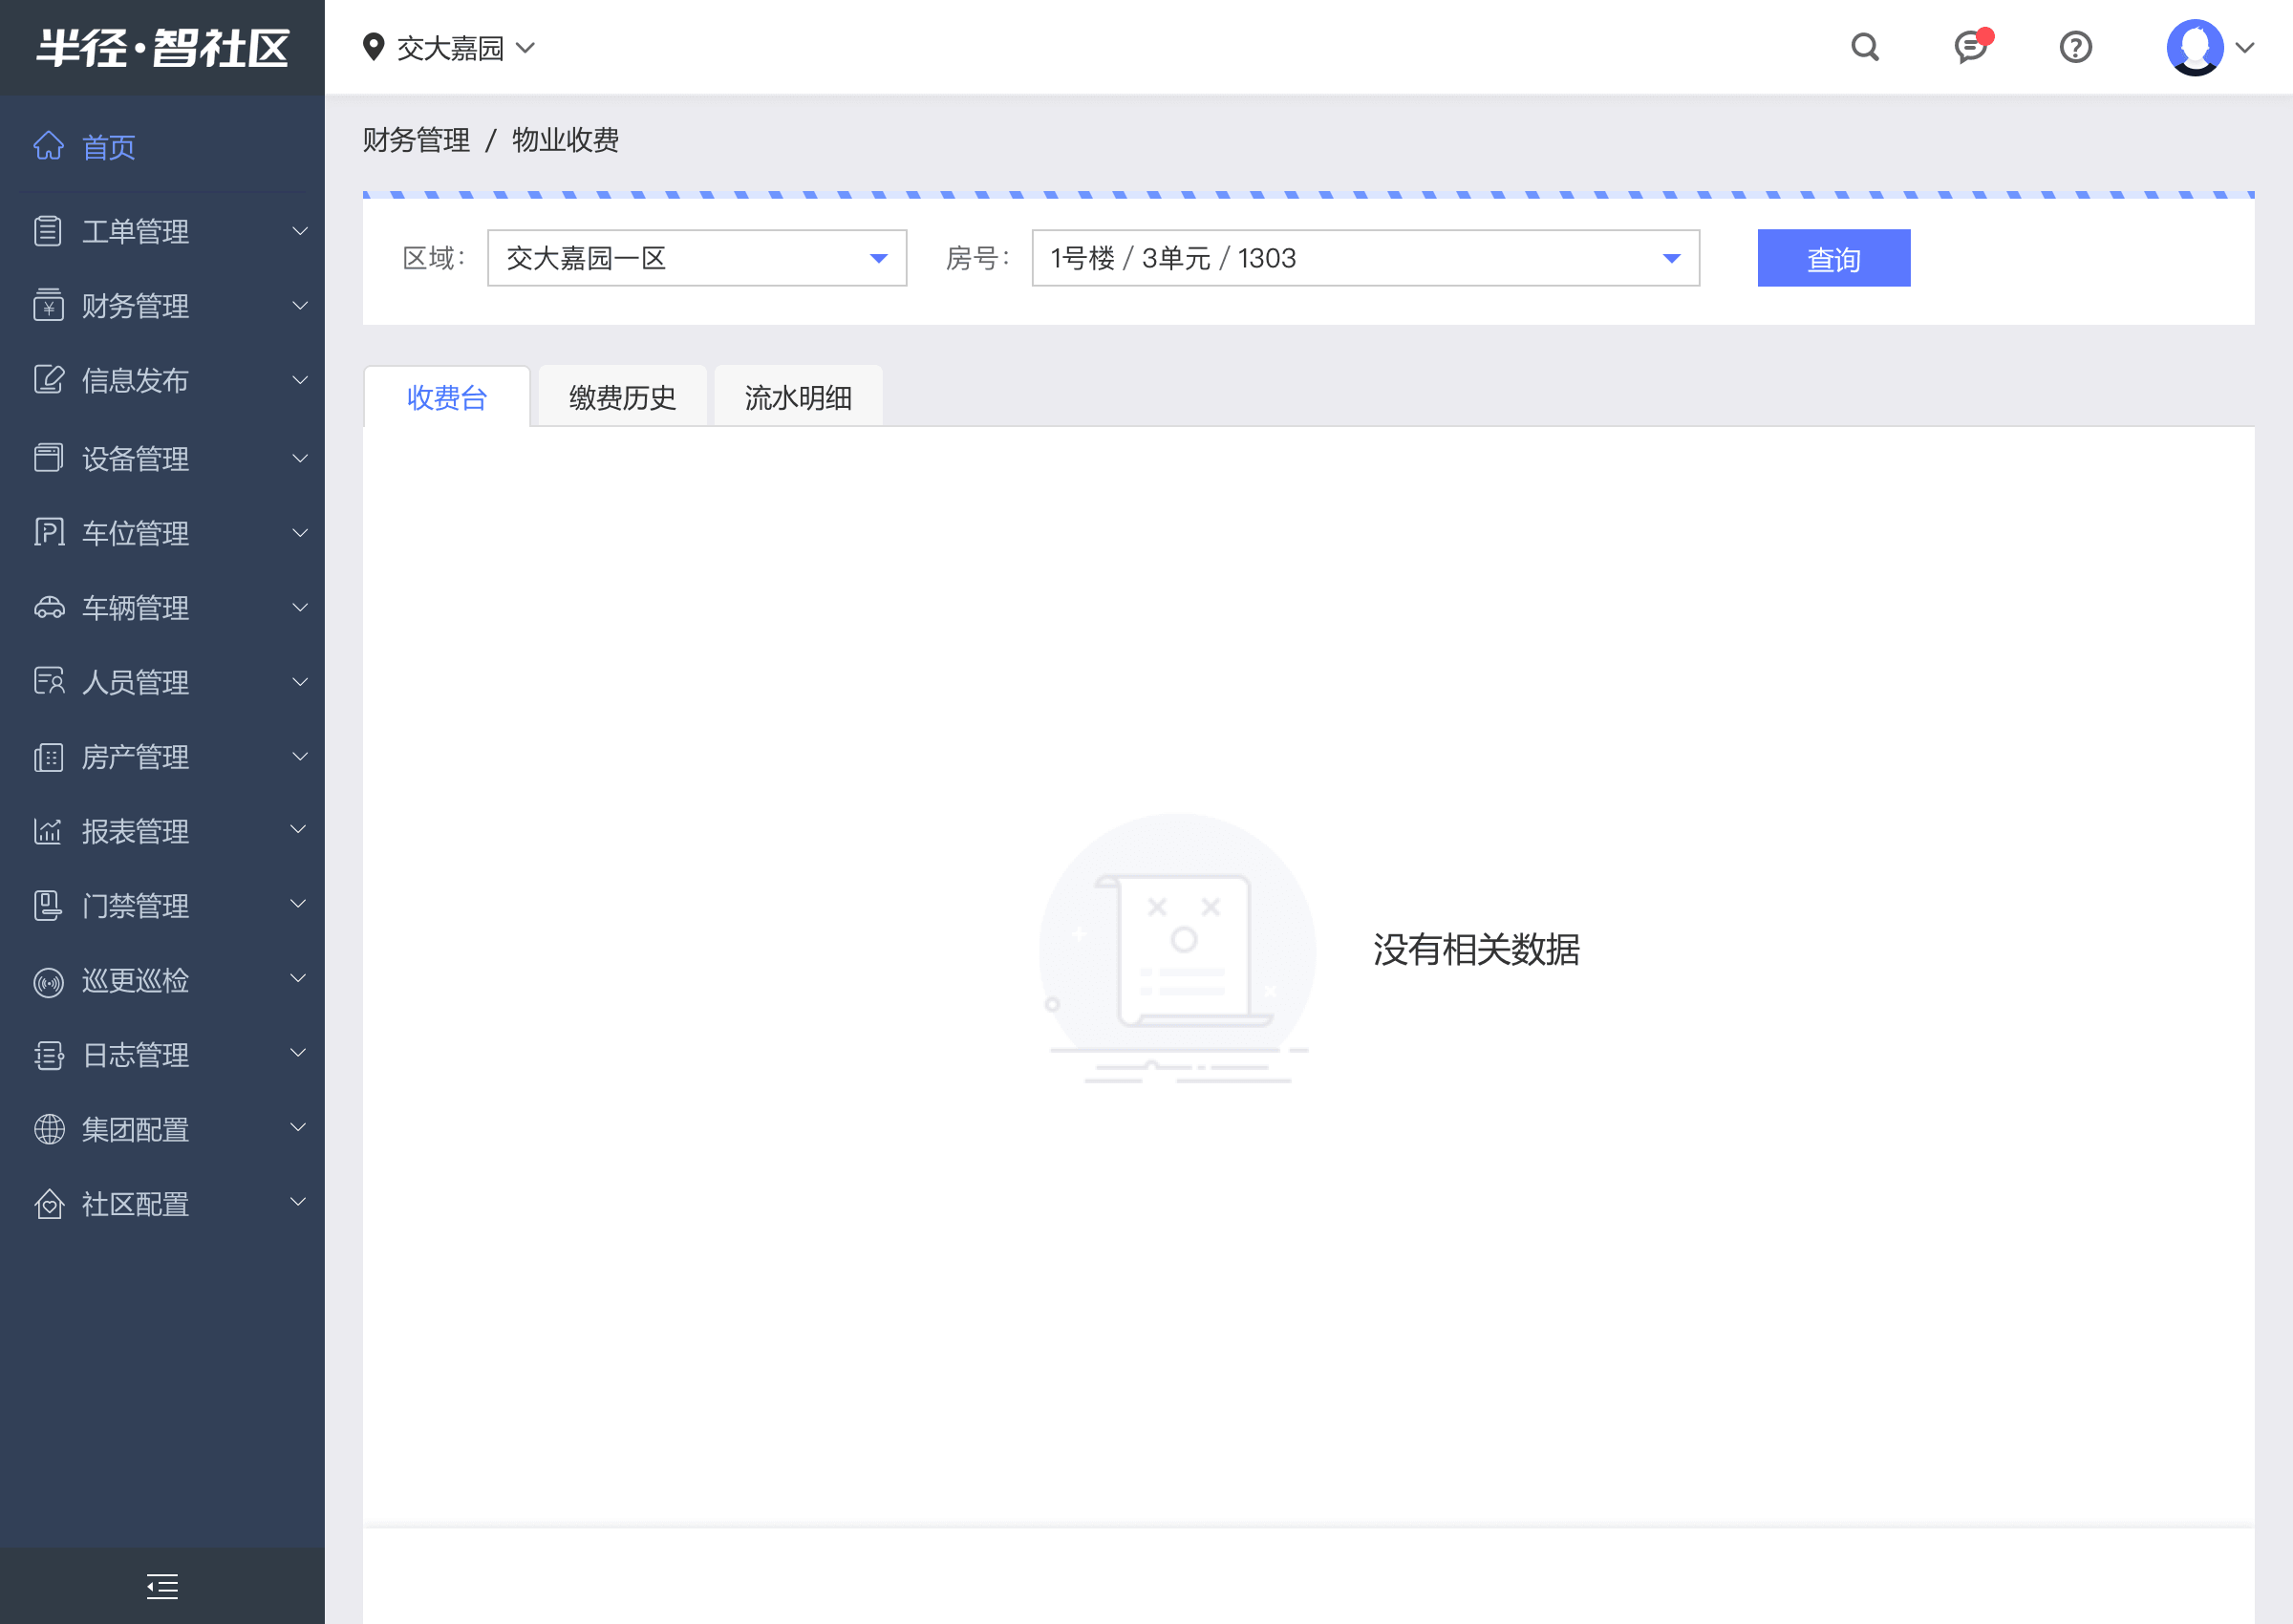 半径·智社区
交大嘉园
首页
工单管理
财务管理
信息发布
设备管理
车位管理
车辆管理
人员管理
房产管理
报表管理
门禁管理
巡更巡检
日志管理
集团配置
社区配置
财务管理 / 物业收费
区域： 交大嘉园一区 房号： 1号楼 / 3单元 / 1303 查询
收费台 缴费历史 流水明细
没有相关数据